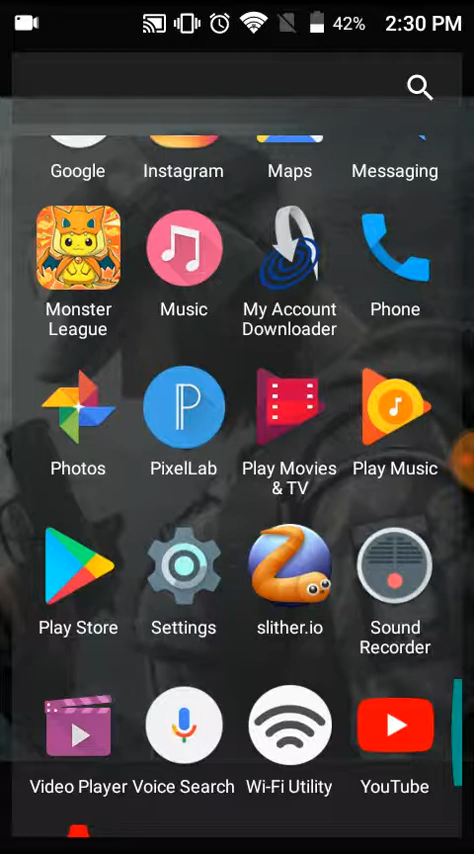 42% 2:30 PM
Google Instagram Maps Messaging
Monster League Music My Account Downloader Phone
Photos PixelLab Play Movies & TV Play Music
Play Store Settings slither.io Sound Recorder
Video Player Voice Search Wi-Fi Utility YouTube